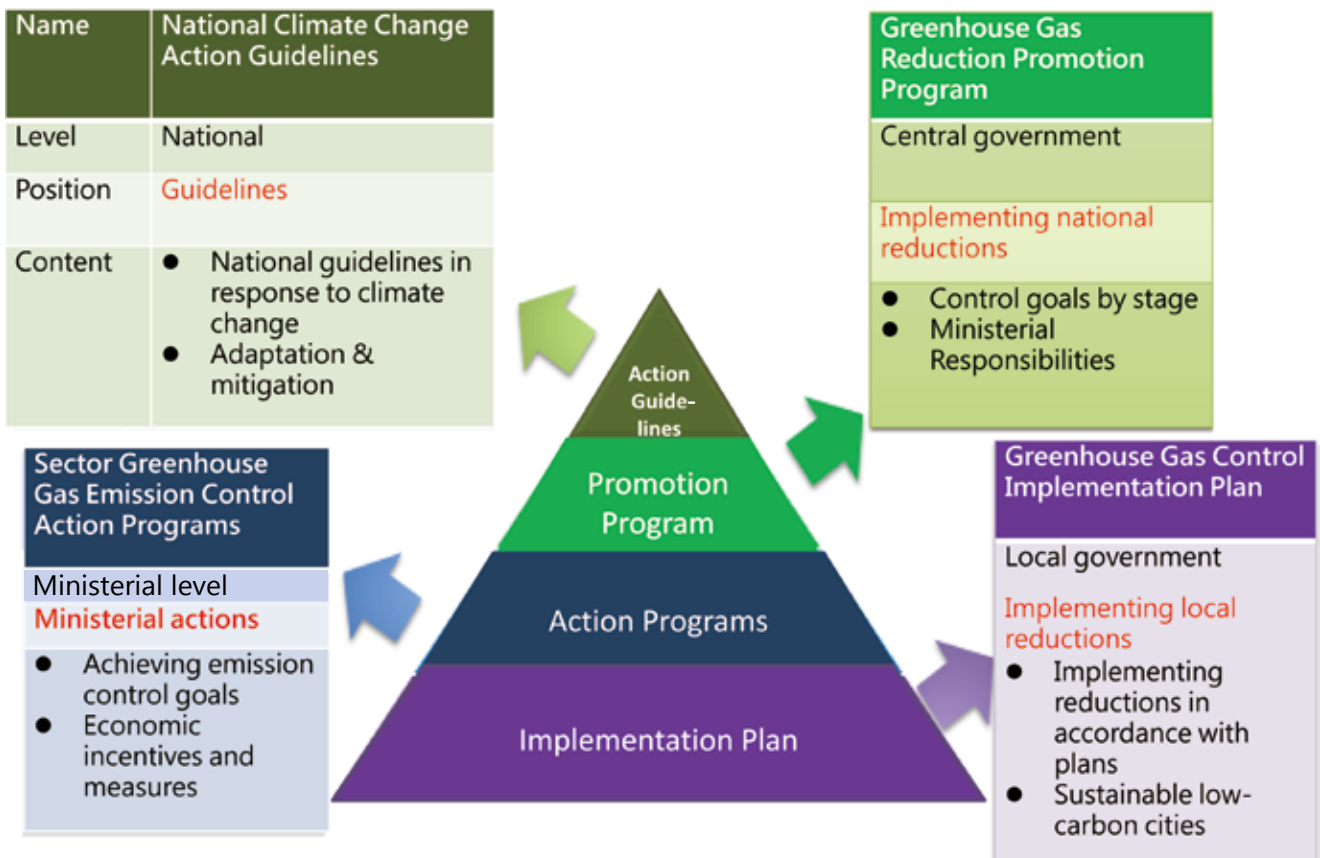 Name
National Climate Change
Action Guidelines
Level
National
Position
Guidelines
Content
● National guidelines in
response to climate
change
● Adaptation &
mitigation
Greenhouse Gas
Reduction Promotion
Program
Central government
Implementing national
reductions
● Control goals by stage
● Ministerial
Responsibilities
Action
Guide-
lines
Promotion
Program
Action Programs
Implementation Plan
Sector Greenhouse
Gas Emission Control
Action Programs
Ministerial level
Ministerial actions
● Achieving emission
control goals
● Economic
incentives and
measures
Greenhouse Gas Control
Implementation Plan
Local government
Implementing local
reductions
● Implementing
reductions in
accordance with
plans
● Sustainable low-
carbon cities